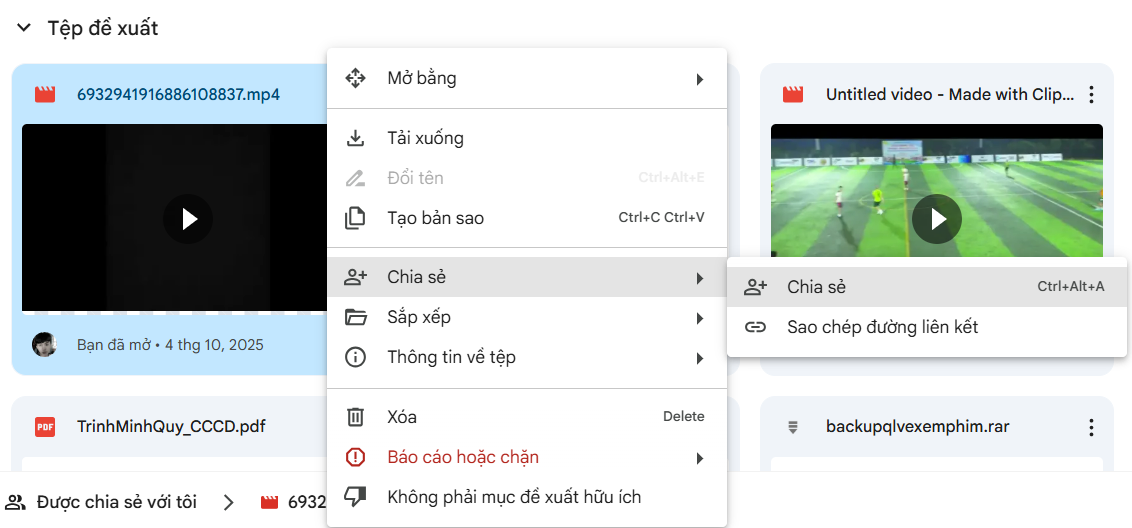 Tệp đề xuất
6932941916886108837.mp4
Bạn đã mở • 4 thg 10, 2025
Mở bằng
Tải xuống
Đổi tên Ctrl+Alt+E
Tạo bản sao Ctrl+C Ctrl+V
Chia sẻ
Sắp xếp
Thông tin về tệp
Xóa Delete
Báo cáo hoặc chặn
Không phải mục đề xuất hữu ích
Chia sẻ Ctrl+Alt+A
Sao chép đường liên kết
Untitled video - Made with Clip...
PDF TrinhMinhQuy_CCCD.pdf
backupqlvexemphim.rar
Được chia sẻ với tôi
6932